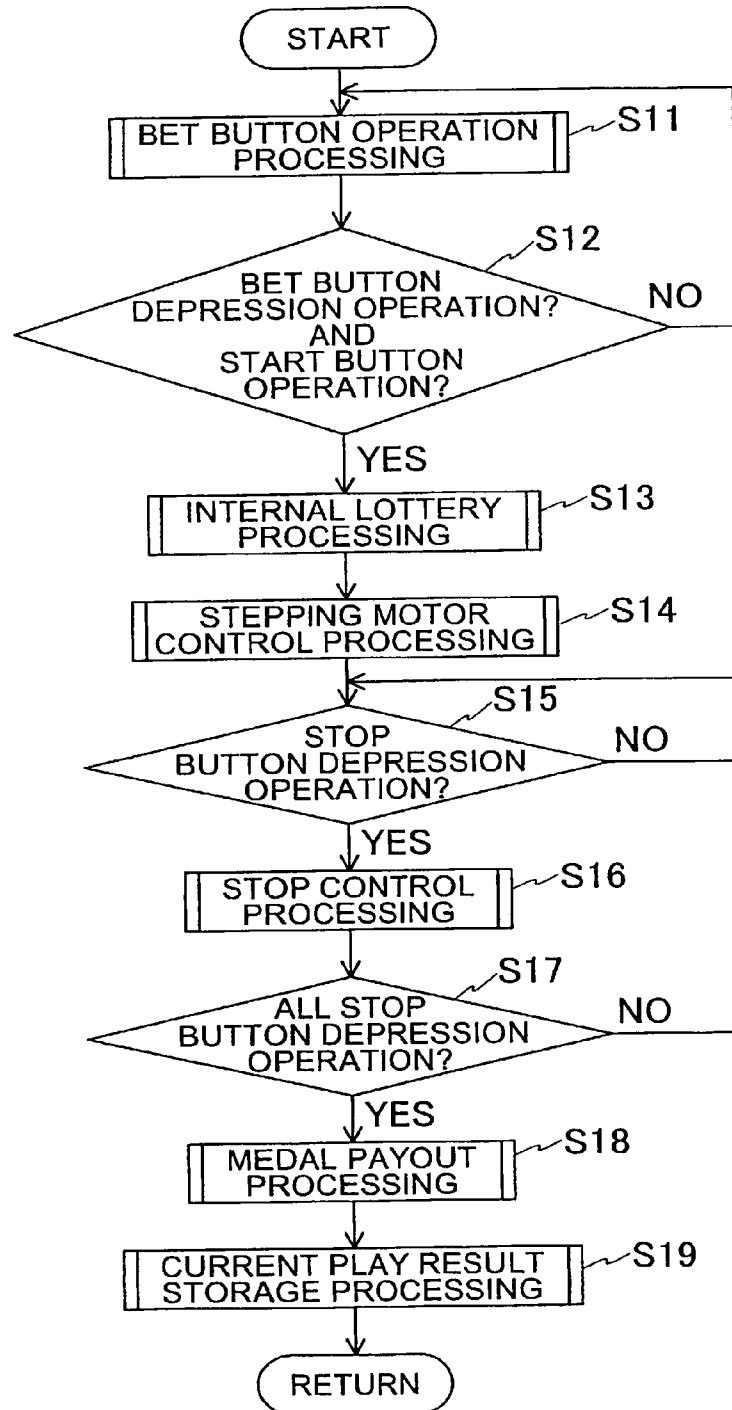 START
BET BUTTON OPERATION
PROCESSING
S11
S12
BET BUTTON
DEPRESSION OPERATION?
AND
START BUTTON
OPERATION?
NO
YES
INTERNAL LOTTERY
PROCESSING
S13
STEPPING MOTOR
CONTROL PROCESSING
S14
S15
STOP
BUTTON DEPRESSION
OPERATION?
NO
YES
STOP CONTROL
PROCESSING
S16
S17
ALL STOP
BUTTON DEPRESSION
OPERATION?
NO
YES
MEDAL PAYOUT
PROCESSING
S18
CURRENT PLAY RESULT
STORAGE PROCESSING
S19
RETURN